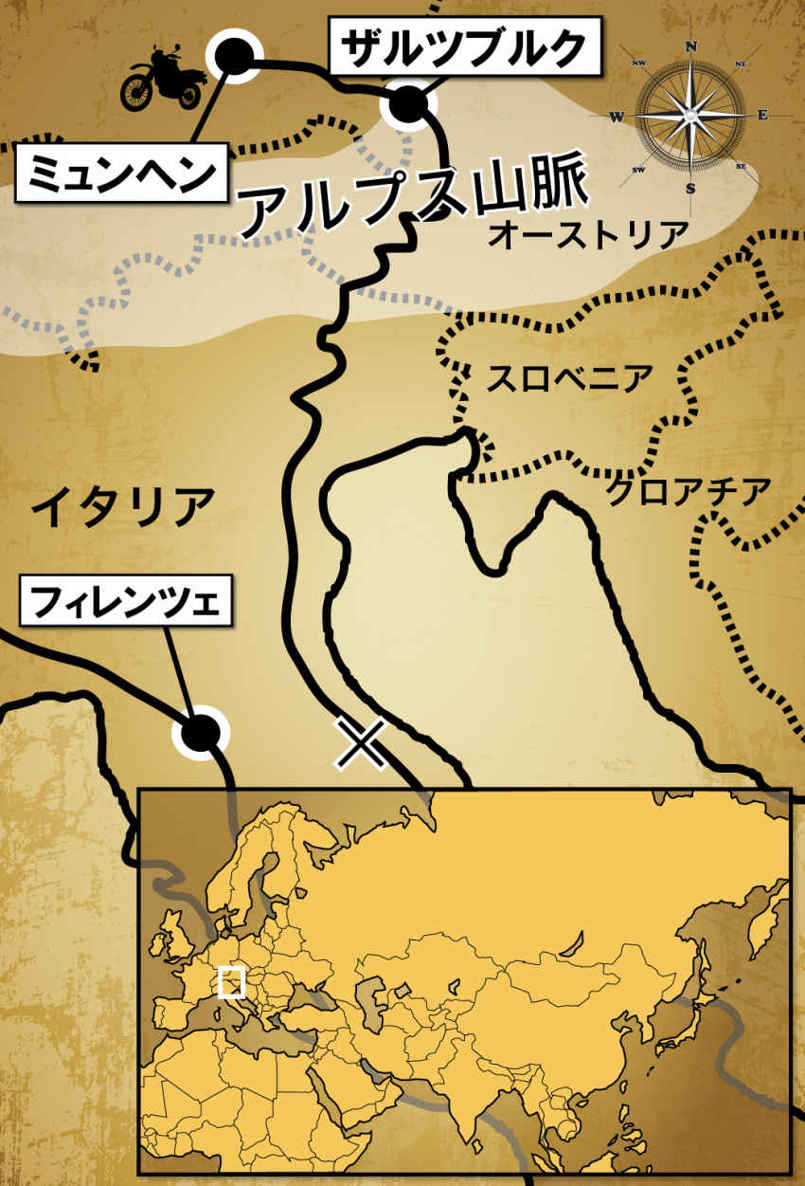 ザルツブルク
N
NW
NE
W
E
SW
SE
S
ミュンヘン
アルプス山脈
オーストリア
スロベニア
クロアチア
イタリア
フィレンツェ